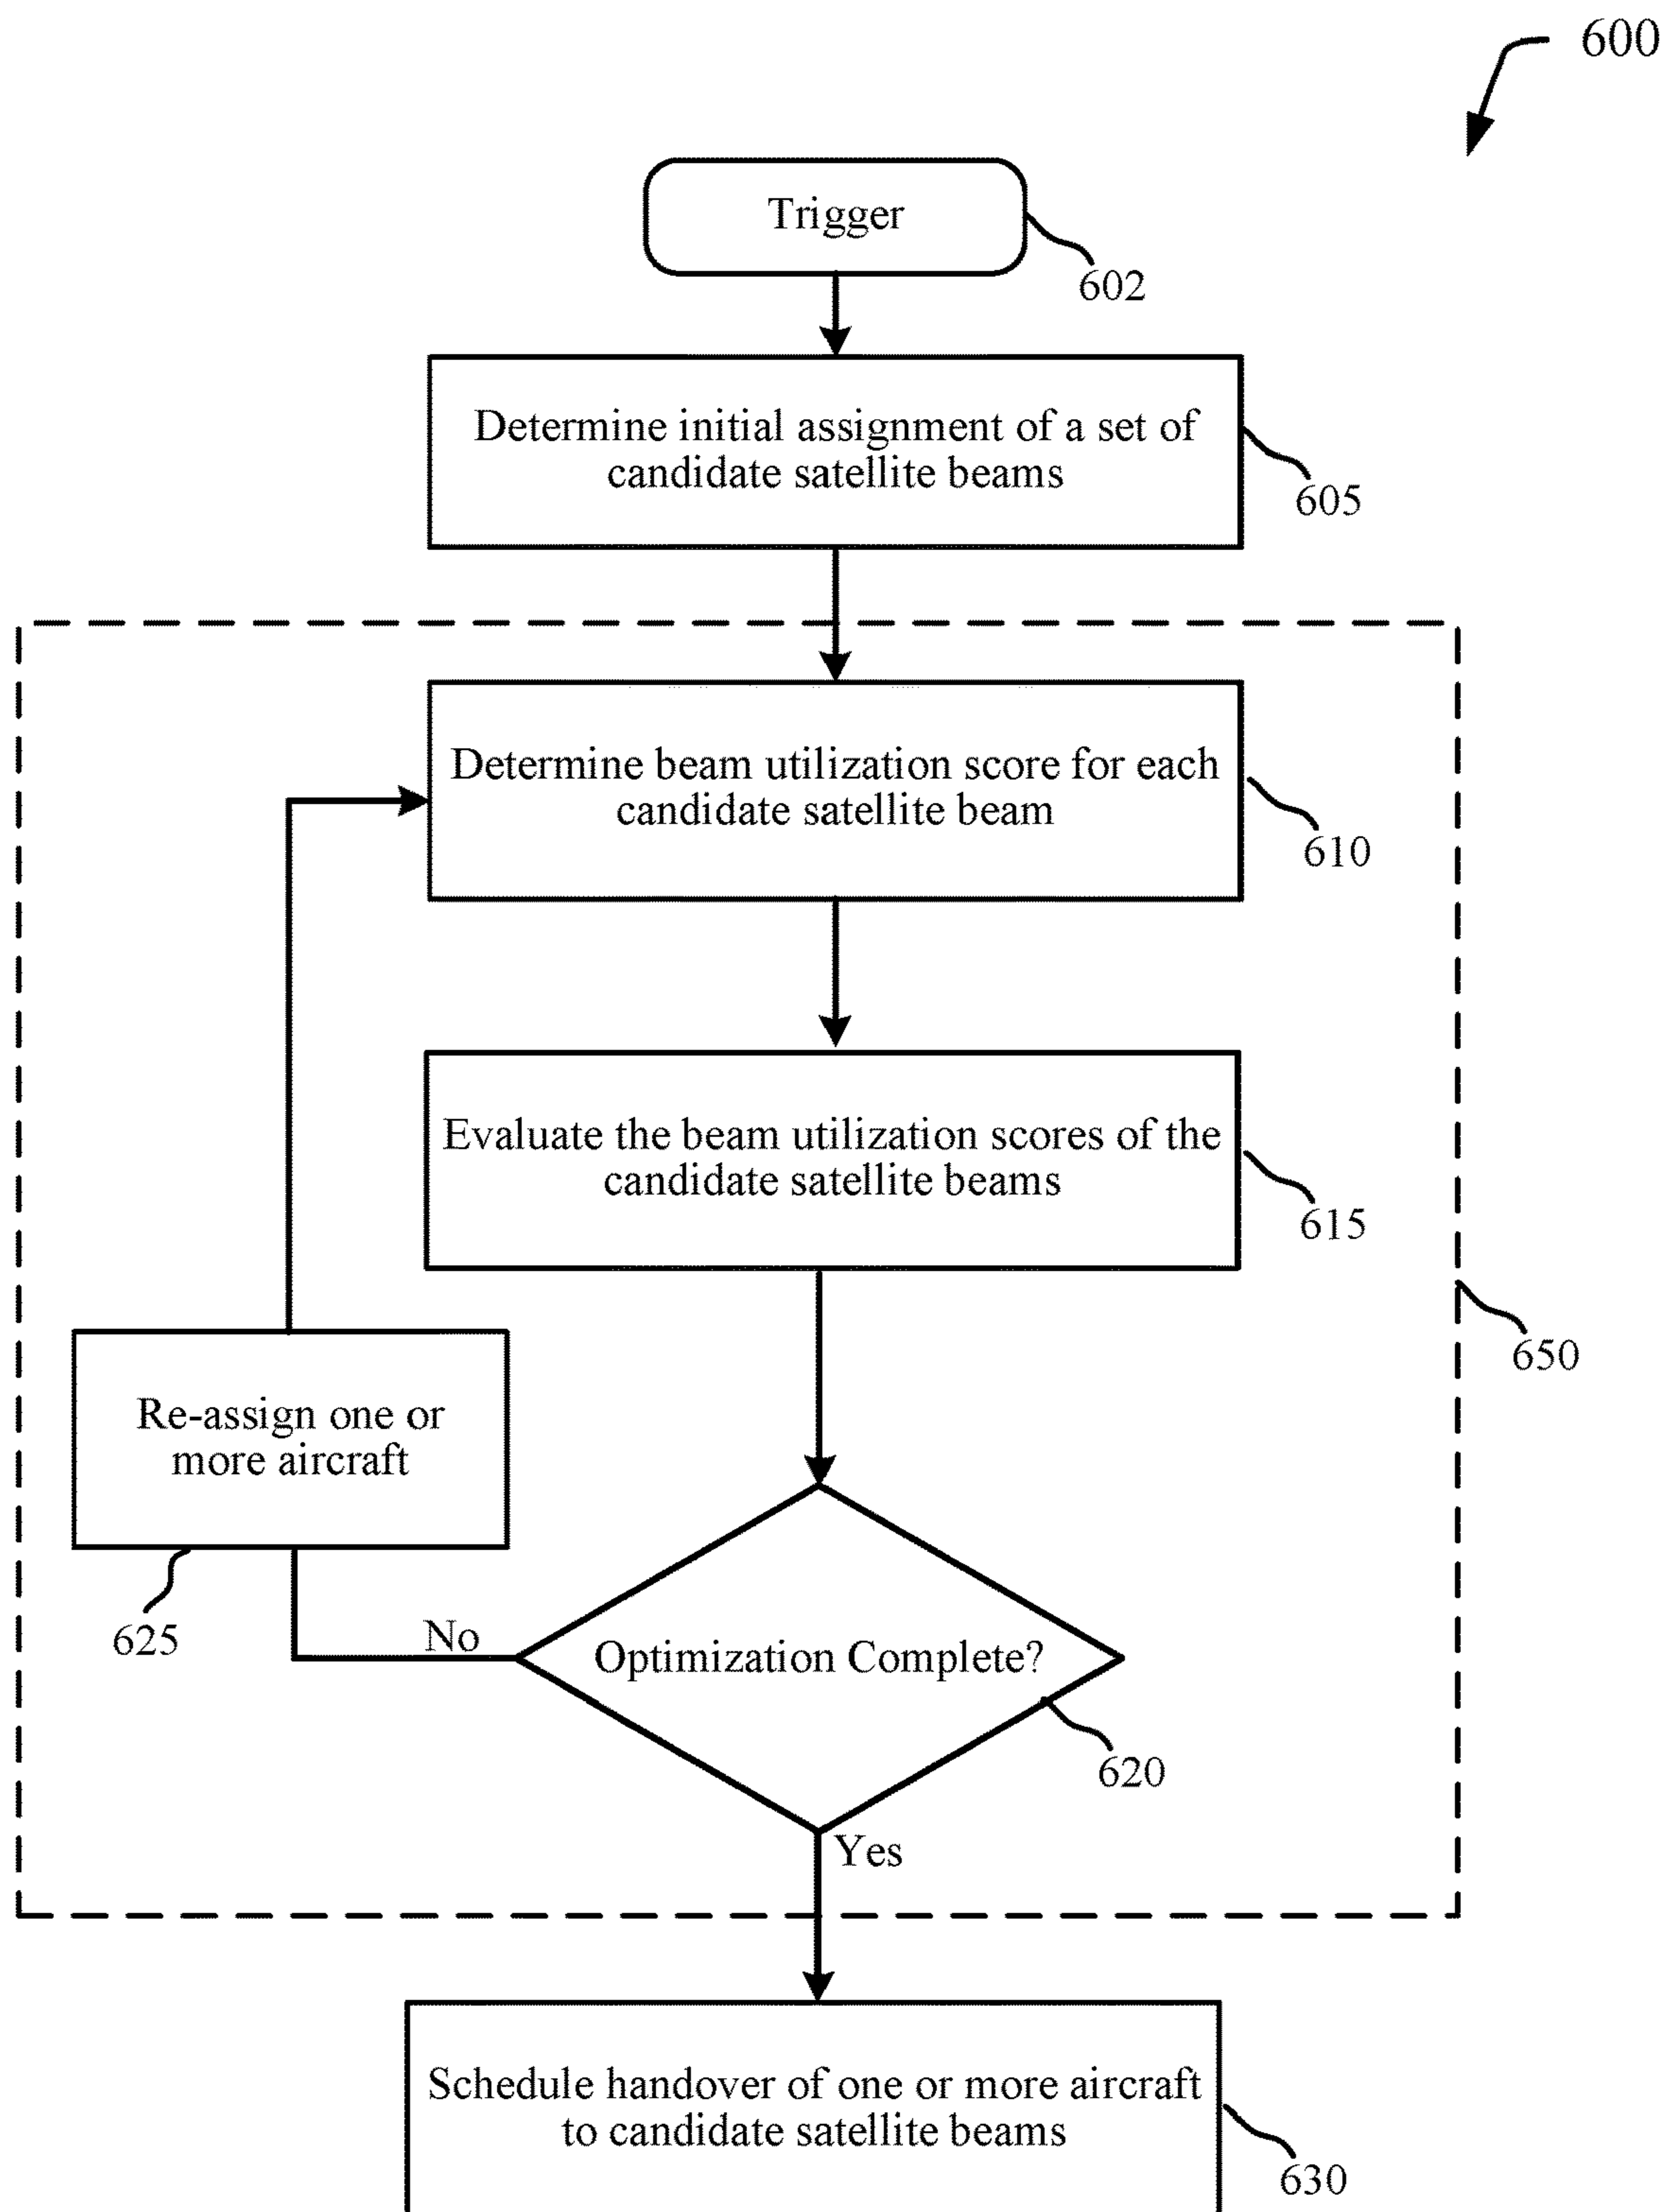 600
Trigger
602
Determine initial assignment of a set of
candidate satellite beams
605
Determine beam utilization score for each
candidate satellite beam
610
Evaluate the beam utilization scores of the
candidate satellite beams
615
650
Re-assign one or
more aircraft
625
No
Optimization Complete?
620
Yes
Schedule handover of one or more aircraft
to candidate satellite beams
630